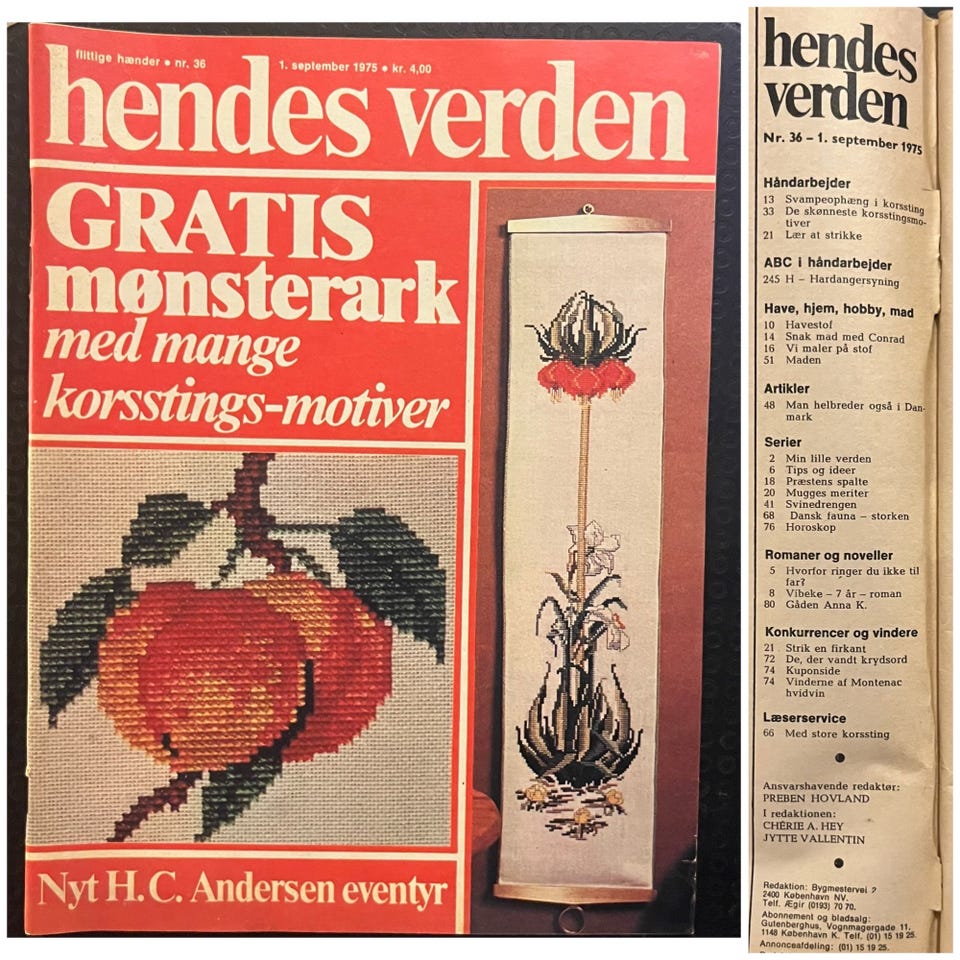 flittige hænder • nr. 36
1. september 1975 • kr. 4,00
hendes verden
GRATIS
mønsterark
med mange
korsstings-motiver
Nyt H.C. Andersen eventyr
hendes
verden
Nr. 36 – 1. september 1975
Håndarbejder
13 Svampeophæng i korssting
33 De skønneste korsstingsmo-
tiver
21 Lær at strikke
ABC i håndarbejder
245 H – Hardangersyning
Have, hjem, hobby, mad
10 Havestof
14 Snak mad med Conrad
16 Vi maler på stof
51 Maden
Artikler
48 Man helbreder også i Dan-
mark
Serier
2 Min lille verden
6 Tips og ideer
18 Præstens spalte
20 Mugges meriter
41 Svinedrengen
68 Dansk fauna – storken
76 Horoskop
Romaner og noveller
5 Hvorfor ringer du ikke til
far?
8 Vibeke – 7 år – roman
80 Gåden Anna K.
Konkurrencer og vindere
21 Strik en firkant
72 De, der vandt krydsord
74 Kuponside
74 Vinderne af Montenac
hvidvin
Læserservice
66 Med store korssting
Ansvarshavende redaktør:
PREBEN HOVLAND
I redaktionen:
CHÉRIE A. HEY
JYTTE VALLENTIN
Redaktion: Bygmestervej 2
2400 København NV.
Telf. Ægir (0193) 70 70.
Abonnement og bladsalg:
Gutenberghus, Vognmagergade 11.
1148 København K. Telf. (01) 15 19 25.
Annonceafdeling: (01) 15 19 25.